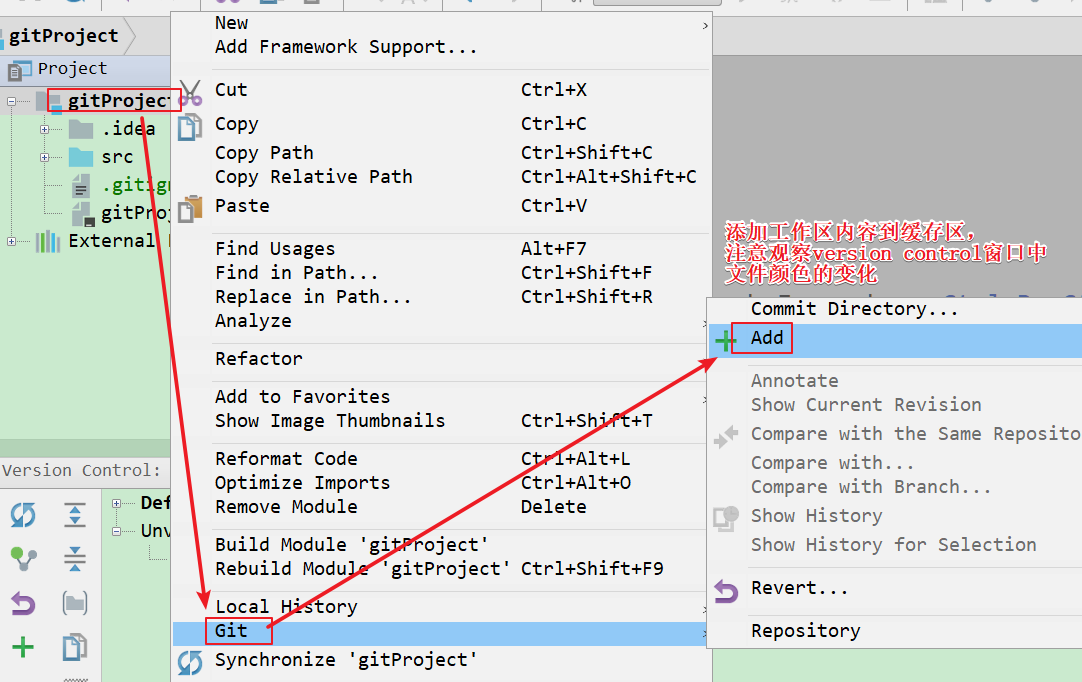 gitProject
Project
gitProject
.idea
src
External
Version Control:
New
Add Framework Support...
Cut Ctrl+X
Copy Ctrl+C
Copy Path Ctrl+Shift+C
Copy Relative Path Ctrl+Alt+Shift+C
Paste Ctrl+V
Find Usages Alt+F7
Find in Path... Ctrl+Shift+F
Replace in Path... Ctrl+Shift+R
Analyze
Refactor
Add to Favorites
Show Image Thumbnails Ctrl+Shift+T
Reformat Code Ctrl+Alt+L
Optimize Imports Ctrl+Alt+O
Remove Module Delete
Build Module 'gitProject'
Rebuild Module 'gitProject' Ctrl+Shift+F9
Local History
Git
Synchronize 'gitProject'
添加工作区内容到缓存区，
注意观察version control窗口中
文件颜色的变化
Commit Directory...
Add
Annotate
Show Current Revision
Compare with the Same Reposito
Compare with...
Compare with Branch...
Show History
Show History for Selection
Revert...
Repository